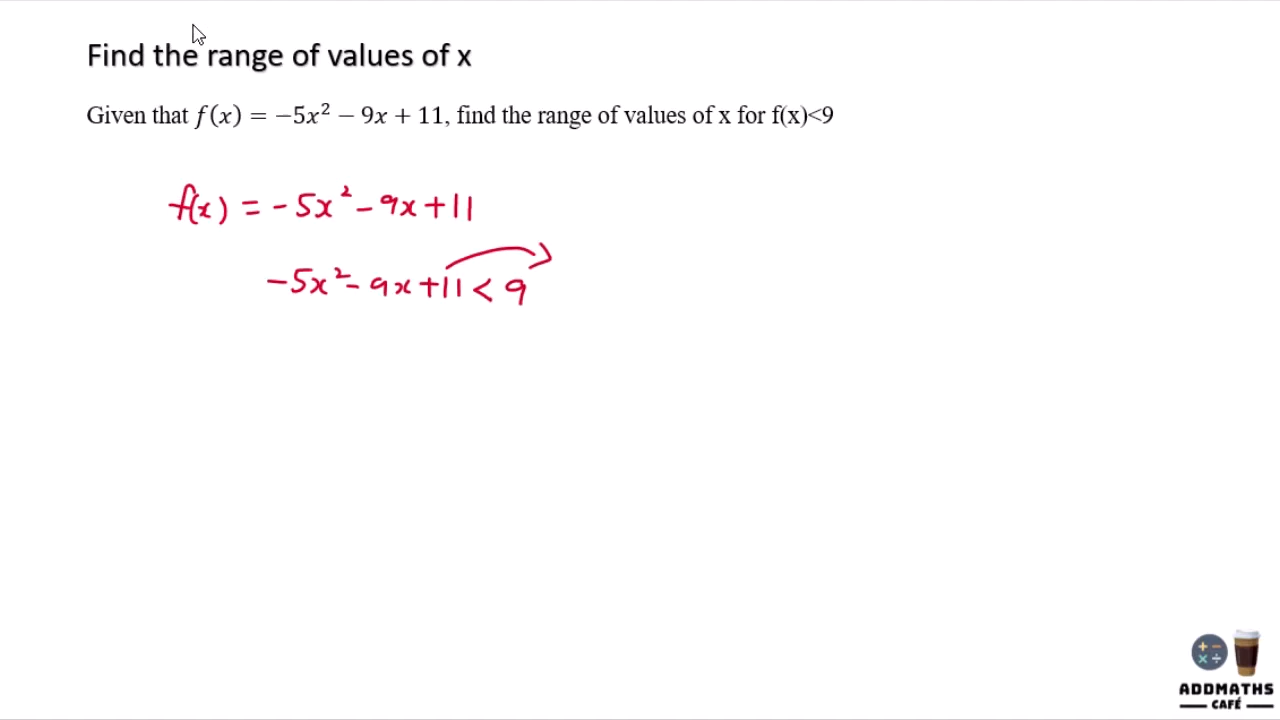 Find the range of values of x
Given that f(x) = −5x² − 9x + 11, find the range of values of x for f(x)<9
f(x) = -5x² - 9x + 11
-5x² - 9x + 11 < 9
ADDMATHS
CAFÉ